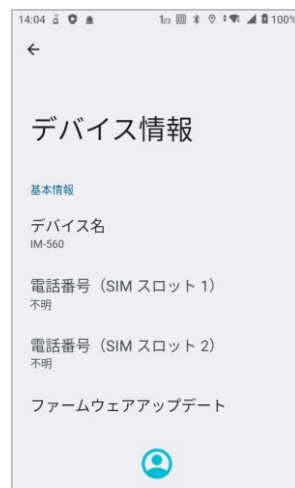 14:04 100%
デバイス情報
基本情報
デバイス名
IM-560
電話番号（SIM スロット 1）
不明
電話番号（SIM スロット 2）
不明
ファームウェアアップデート